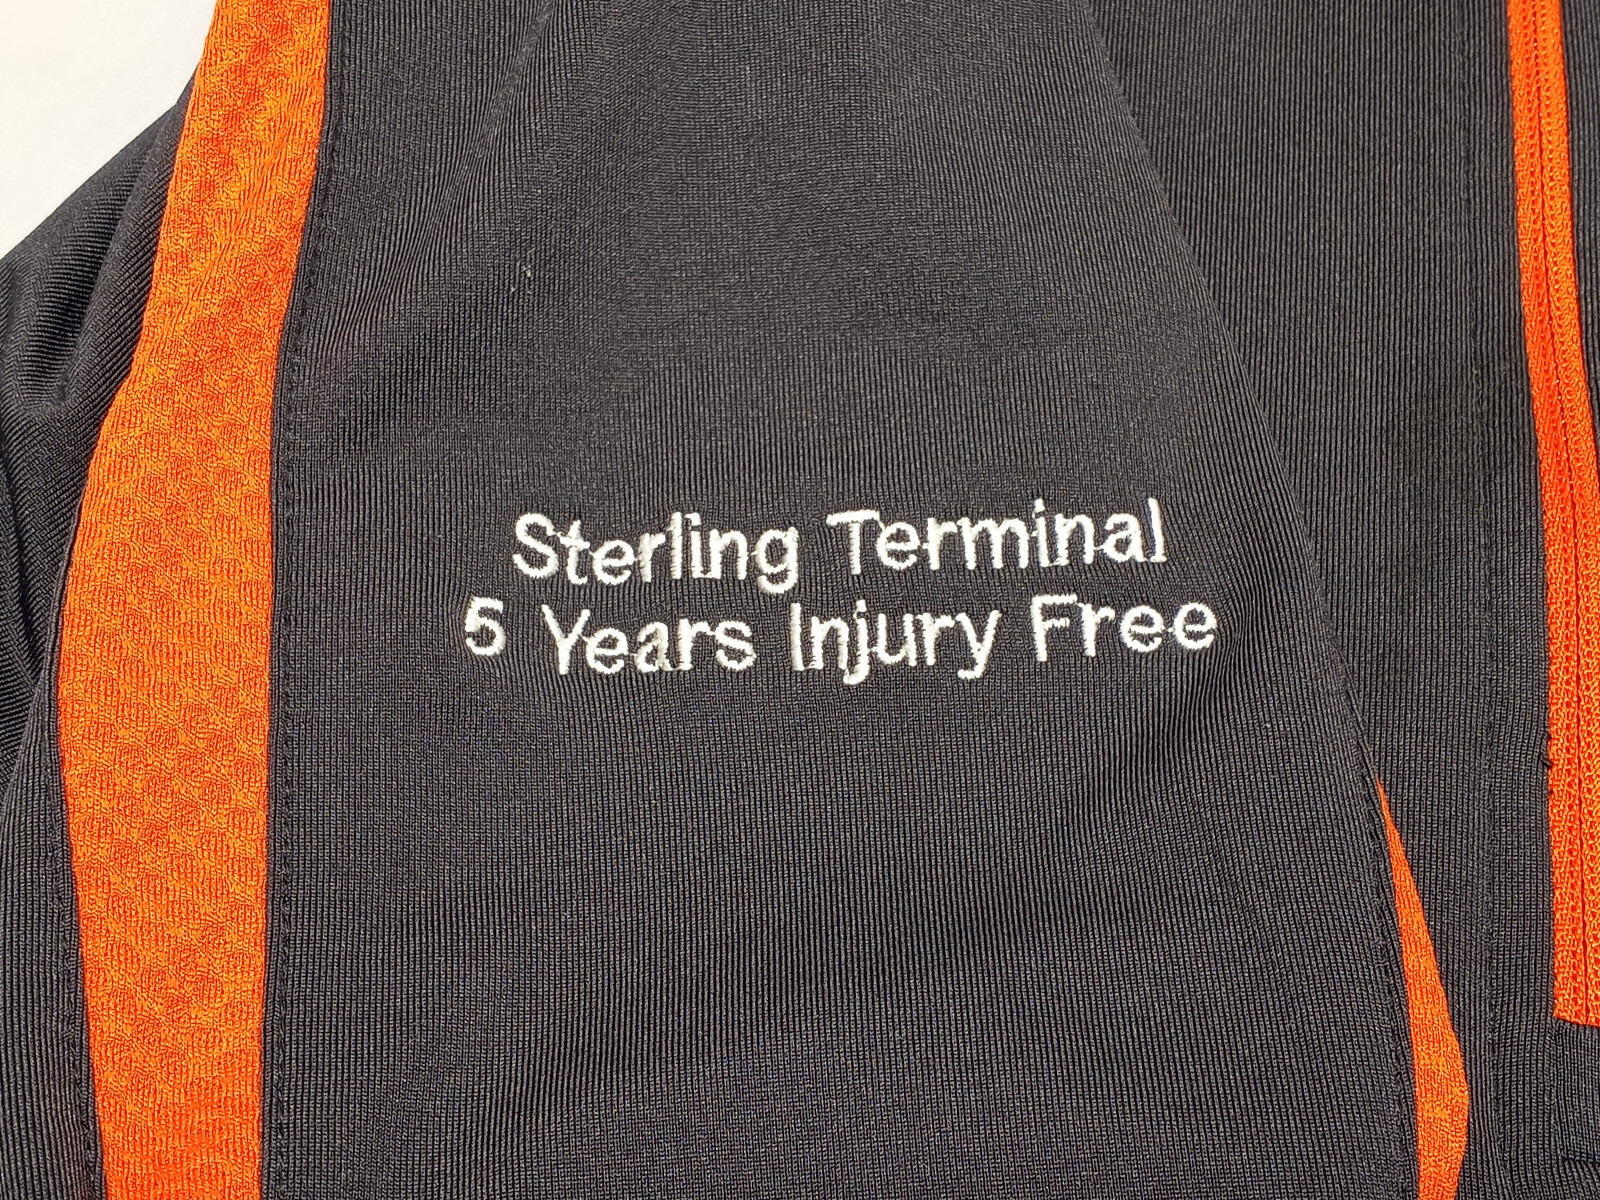 Sterling Terminal
5 Years Injury Free